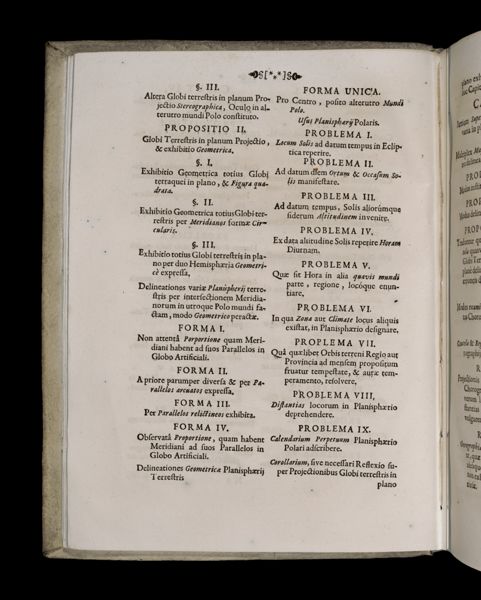 §. III.
Altera Globi terrestris in planum Pro-
jectio Stereographica, Oculo in al-
terutro mundi Polo constituto.
PROPOSITIO II.
Globi Terrestris in planum Projectio,
& exhibitio Geometrica.
§. I.
Exhibitio Geometrica totius Globi
terraquei in plano, & Figura qua-
drata.
§. II.
Exhibitio Geometrica totius Globi ter-
restris per Meridianos formæ Cir-
cularis.
§. III.
Exhibitio totius Globi terrestris in pla-
no per duo Hemisphæria Geometri-
cè expressa.
Delineationes variæ Planispherij terre-
stris per intersectionem Meridia-
norum in utroque Polo mundi fa-
ctam, modo Geometrico peractæ.
FORMA I.
Non attentâ Porportione quam Meri-
diani habent ad suos Parallelos in
Globo Artificiali.
FORMA II.
A priore parumper diversa & per Pa-
rallelos arcuatos expressa.
FORMA III.
Per Parallelos relictineos exhibita.
FORMA IV.
Observatâ Proportione, quam habent
Meridiani ad suos Parallelos in
Globo Artificiali.
Delineationes Geometricæ Planisphærij
Terrestris
FORMA UNICA.
Pro Centro, posito alterutro Mundi
Polo.
Usus Planisphærij Polaris.
PROBLEMA I.
Locum Solis ad datum tempus in Eclip-
tica reperire.
PROBLEMA II.
Ad datum diem Ortum & Occasum So-
lis manifestare.
PROBLEMA III.
Ad datum tempus, Solis aliorúmque
siderum Altitudinem invenire.
PROBLEMA IV.
Ex data altitudine Solis reperire Horam
Diurnam.
PROBLEMA V.
Quæ sit Hora in alia quavis mundi
parte, regione, locóque enun-
tiare.
PROBLEMA VI.
In qua Zona aut Climate locus aliquis
existat, in Planisphærio designare.
PROPLEMA VII.
Quâ quælibet Orbis terreni Regio aut
Provincia ad mensem propositum
fruatur tempestate, & auræ tem-
peramento, resolvere.
PROBLEMA VIII,
Distantias locorum in Planisphærio
deprehendere.
PROBLEMA IX.
Calendarium Perpetuum Planisphærio
Polari adscribere.
Corollarium, sive necessari Reflexio su-
per Projectionibus Globi terrestris in
plano